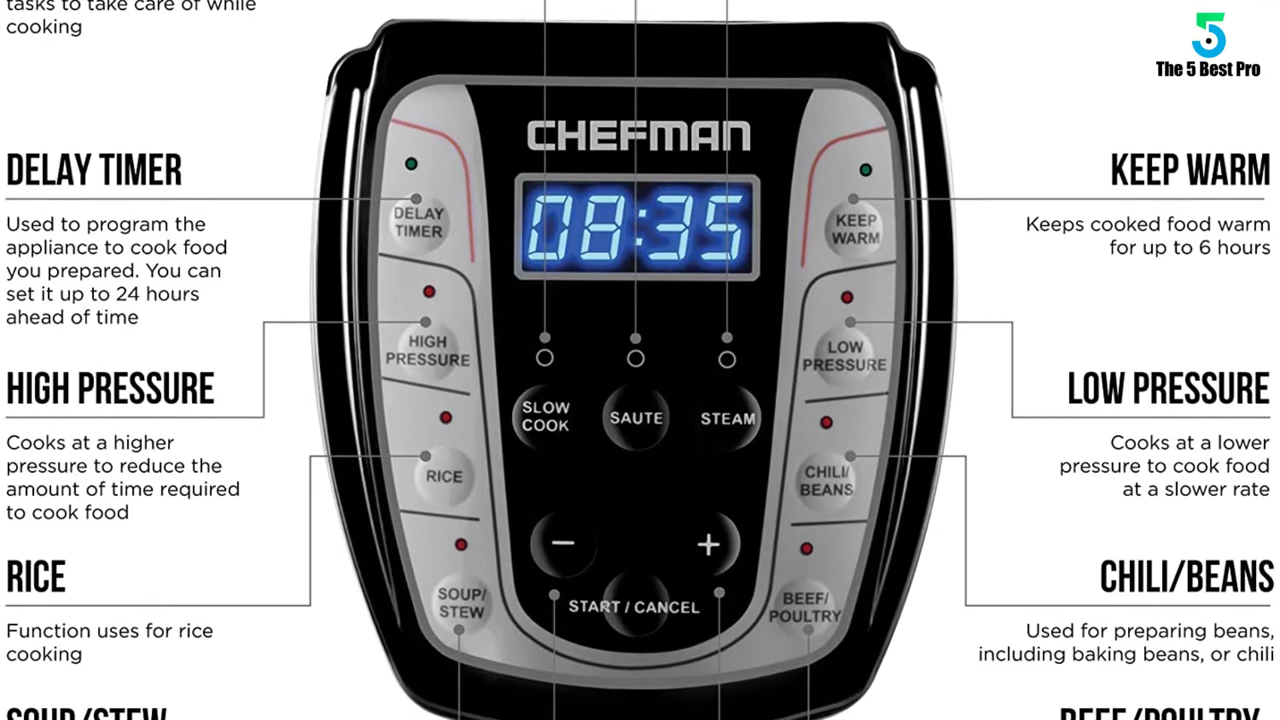 tasks to take care of while
cooking
5
The 5 Best Pro
DELAY TIMER
Used to program the
appliance to cook food
you prepared. You can
set it up to 24 hours
ahead of time
HIGH PRESSURE
Cooks at a higher
pressure to reduce the
amount of time required
to cook food
RICE
Function uses for rice
cooking
SOUP/STEW
CHEFMAN
08:35
DELAY
TIMER
KEEP
WARM
HIGH
PRESSURE
LOW
PRESSURE
SLOW
COOK
SAUTE
STEAM
RICE
CHILI/
BEANS
− +
SOUP/
STEW
START / CANCEL
BEEF/
POULTRY
KEEP WARM
Keeps cooked food warm
for up to 6 hours
LOW PRESSURE
Cooks at a lower
pressure to cook food
at a slower rate
CHILI/BEANS
Used for preparing beans,
including baking beans, or chili
BEEF/POULTRY